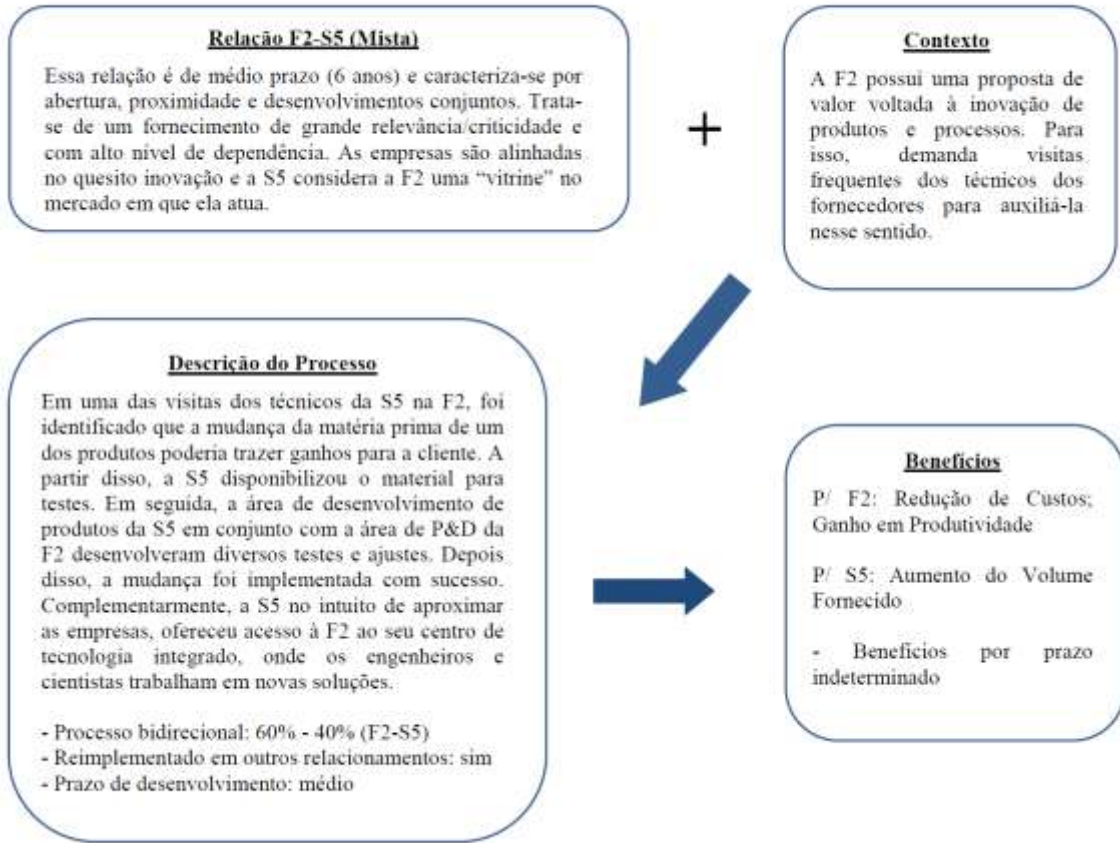 Relação F2-S5 (Mista)
Essa relação é de médio prazo (6 anos) e caracteriza-se por
abertura, proximidade e desenvolvimentos conjuntos. Trata-
se de um fornecimento de grande relevância/criticidade e
com alto nível de dependência. As empresas são alinhadas
no quesito inovação e a S5 considera a F2 uma “vitrine” no
mercado em que ela atua.
+
Contexto
A F2 possui uma proposta de
valor voltada à inovação de
produtos e processos. Para
isso, demanda visitas
frequentes dos técnicos dos
fornecedores para auxiliá-la
nesse sentido.
Descrição do Processo
Em uma das visitas dos técnicos da S5 na F2, foi
identificado que a mudança da matéria prima de um
dos produtos poderia trazer ganhos para a cliente. A
partir disso, a S5 disponibilizou o material para
testes. Em seguida, a área de desenvolvimento de
produtos da S5 em conjunto com a área de P&D da
F2 desenvolveram diversos testes e ajustes. Depois
disso, a mudança foi implementada com sucesso.
Complementarmente, a S5 no intuito de aproximar
as empresas, ofereceu acesso à F2 ao seu centro de
tecnologia integrado, onde os engenheiros e
cientistas trabalham em novas soluções.
- Processo bidirecional: 60% - 40% (F2-S5)
- Reimplementado em outros relacionamentos: sim
- Prazo de desenvolvimento: médio
Benefícios
P/ F2: Redução de Custos;
Ganho em Produtividade
P/ S5: Aumento do Volume
Fornecido
- Benefícios por prazo
indeterminado